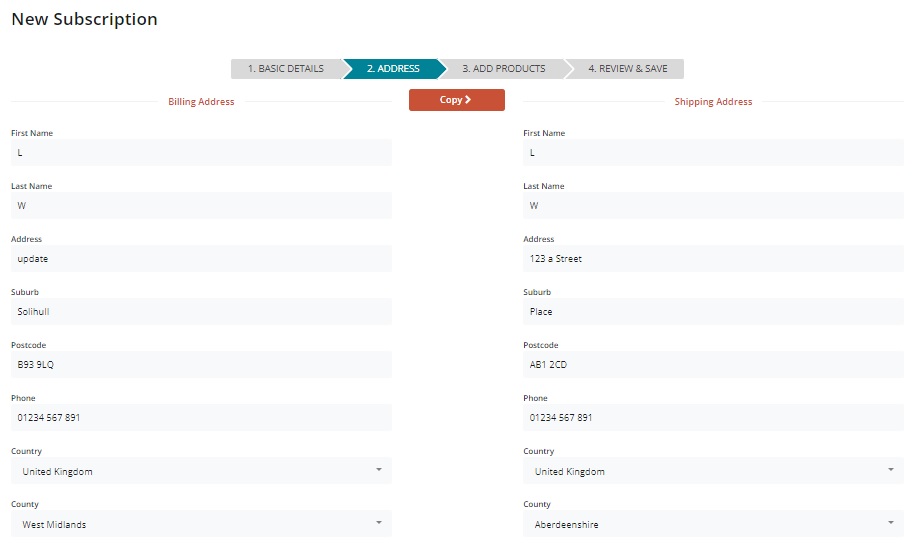 New Subscription
1. BASIC DETAILS
2. ADDRESS
3. ADD PRODUCTS
4. REVIEW & SAVE
Billing Address
Copy
Shipping Address
First Name
L
Last Name
W
Address
update
Suburb
Solihull
Postcode
B93 9LQ
Phone
01234 567 891
Country
United Kingdom
County
West Midlands
First Name
L
Last Name
W
Address
123 a Street
Suburb
Place
Postcode
AB1 2CD
Phone
01234 567 891
Country
United Kingdom
County
Aberdeenshire